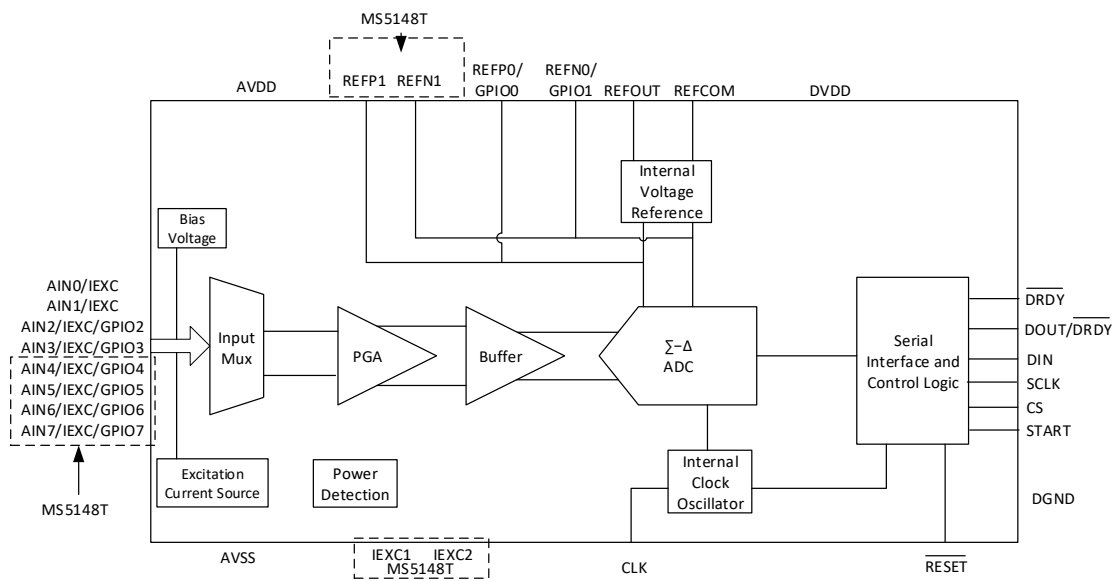 MS5148T
REFP1 REFN1
REFP0/
GPIO0
REFN0/
GPIO1
REFOUT REFCOM
AVDD
DVDD
Internal
Voltage
Reference
Bias
Voltage
AIN0/IEXC
AIN1/IEXC
AIN2/IEXC/GPIO2
AIN3/IEXC/GPIO3
AIN4/IEXC/GPIO4
AIN5/IEXC/GPIO5
AIN6/IEXC/GPIO6
AIN7/IEXC/GPIO7
MS5148T
Input
Mux
PGA
Buffer
∑−Δ
ADC
Serial
Interface and
Control Logic
DRDY
DOUT/DRDY
DIN
SCLK
CS
START
Excitation
Current Source
Power
Detection
Internal
Clock
Oscillator
DGND
AVSS
IEXC1 IEXC2
MS5148T
CLK
RESET